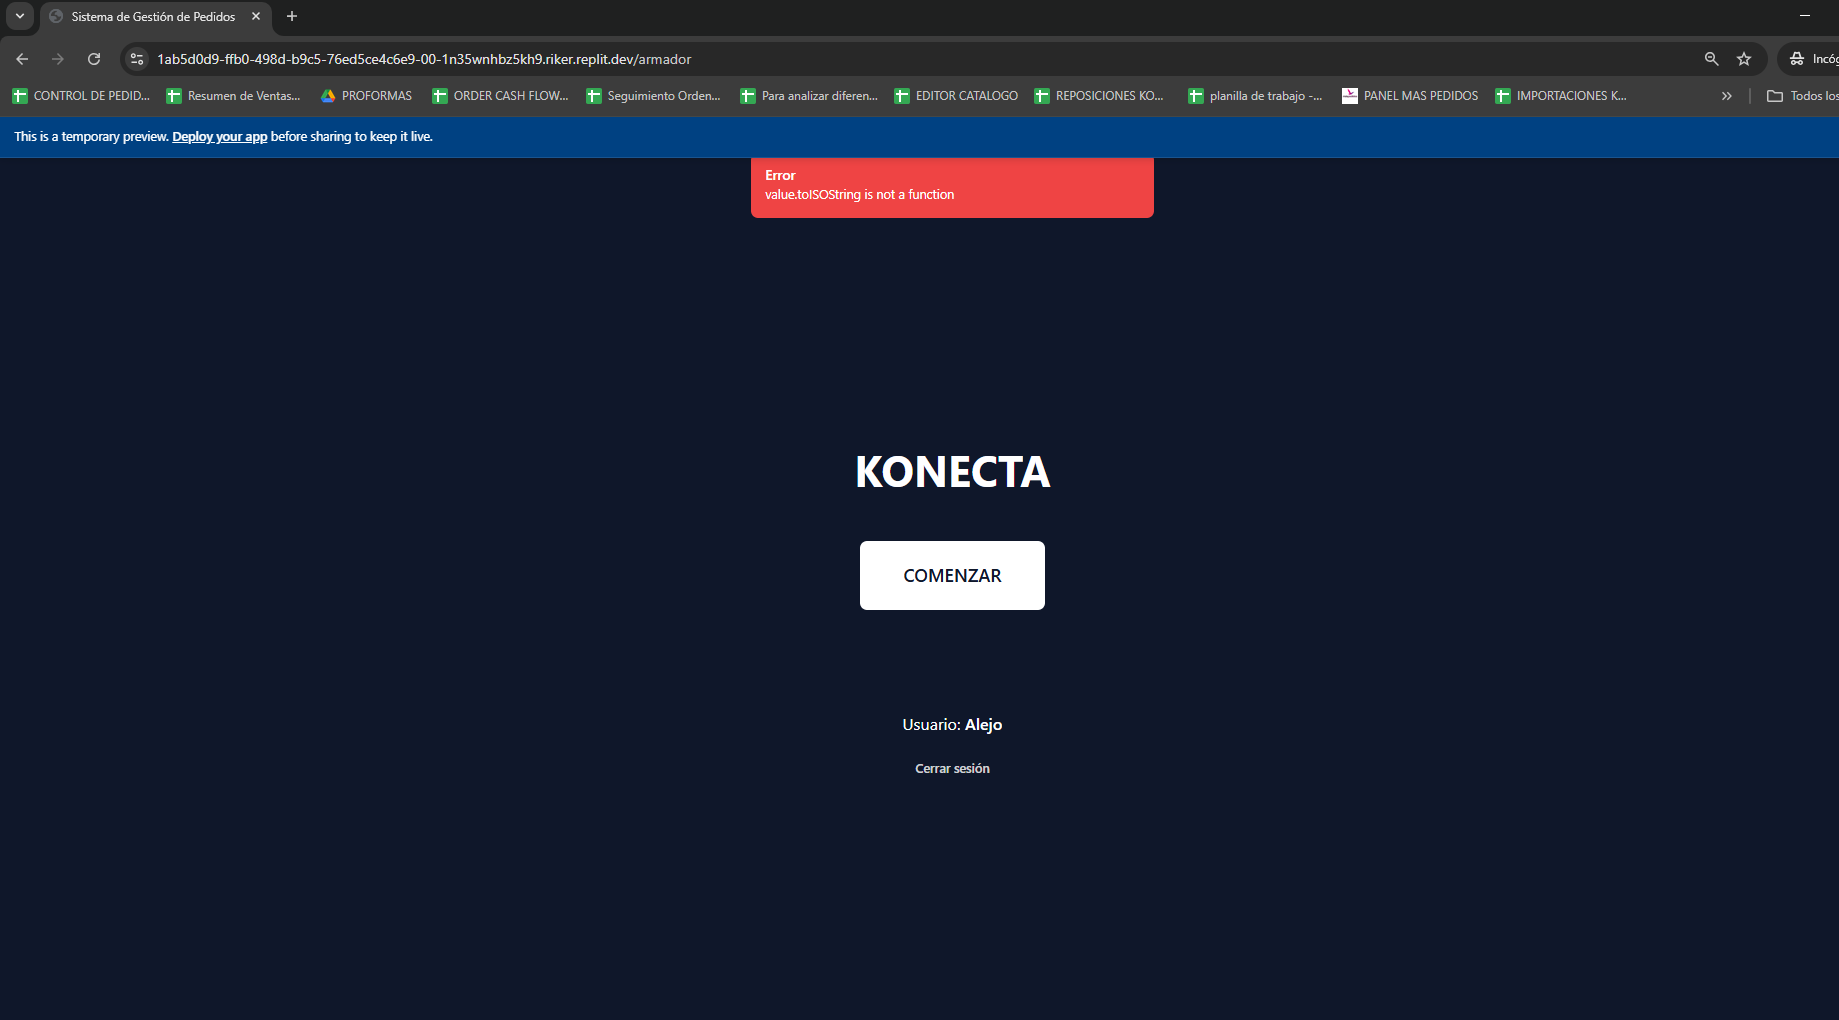 Sistema de Gestión de Pedidos
1ab5d0d9-ffb0-498d-b9c5-76ed5ce4c6e9-00-1n35wnhbz5kh9.riker.replit.dev/armador
Incóg
CONTROL DE PEDID...
Resumen de Ventas...
PROFORMAS
ORDER CASH FLOW...
Seguimiento Orden...
Para analizar diferen...
EDITOR CATALOGO
REPOSICIONES KO...
planilla de trabajo -...
PANEL MAS PEDIDOS
IMPORTACIONES K...
Todos los
This is a temporary preview. Deploy your app before sharing to keep it live.
Error
value.toISOString is not a function
KONECTA
COMENZAR
Usuario: Alejo
Cerrar sesión